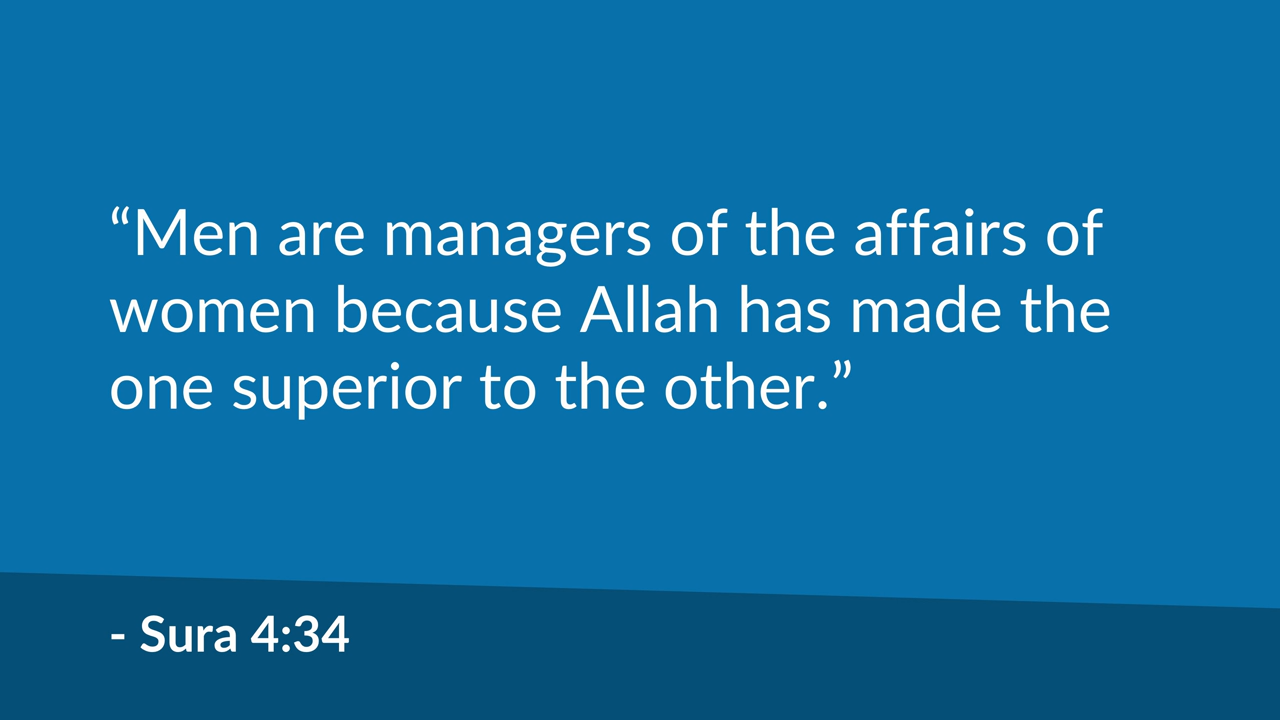 “Men are managers of the affairs of
women because Allah has made the
one superior to the other.”
- Sura 4:34